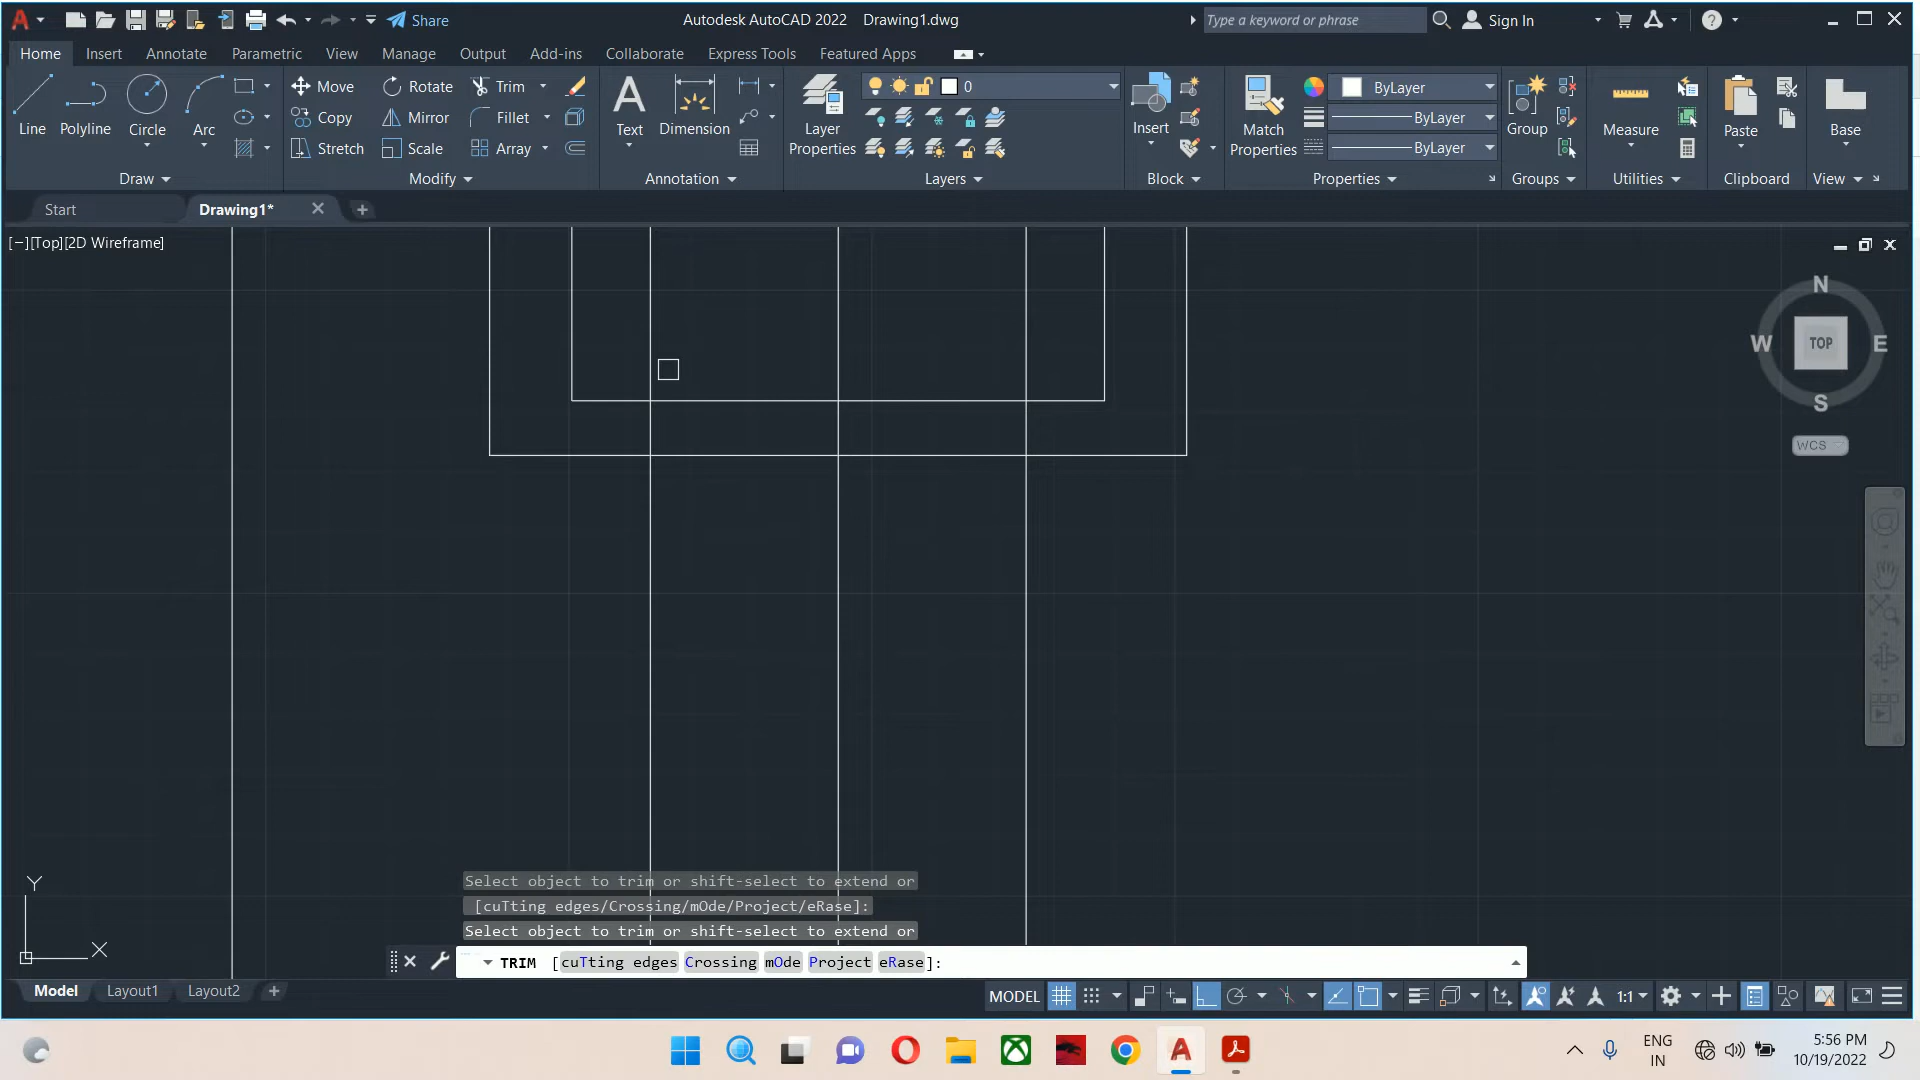 Share
Autodesk AutoCAD 2022 Drawing1.dwg
Type a keyword or phrase
Sign In
Home Insert Annotate Parametric View Manage Output Add-ins Collaborate Express Tools Featured Apps
Line Polyline Circle Arc
Move Rotate Trim
Copy Mirror Fillet
Stretch Scale Array
Text Dimension
Layer Properties
0
Insert
Match Properties
ByLayer
ByLayer
ByLayer
Group
Measure
Paste
Base
Draw Modify Annotation Layers Block Properties Groups Utilities Clipboard View
Start Drawing1*
[−][Top][2D Wireframe]
N
W TOP E
S
WCS
Y
X
Select object to trim or shift-select to extend or
[cuTting edges/Crossing/mOde/Project/eRase]:
Select object to trim or shift-select to extend or
TRIM [cuTting edges Crossing mOde Project eRase]:
Model Layout1 Layout2
MODEL
1:1
ENG
IN
5:56 PM
10/19/2022